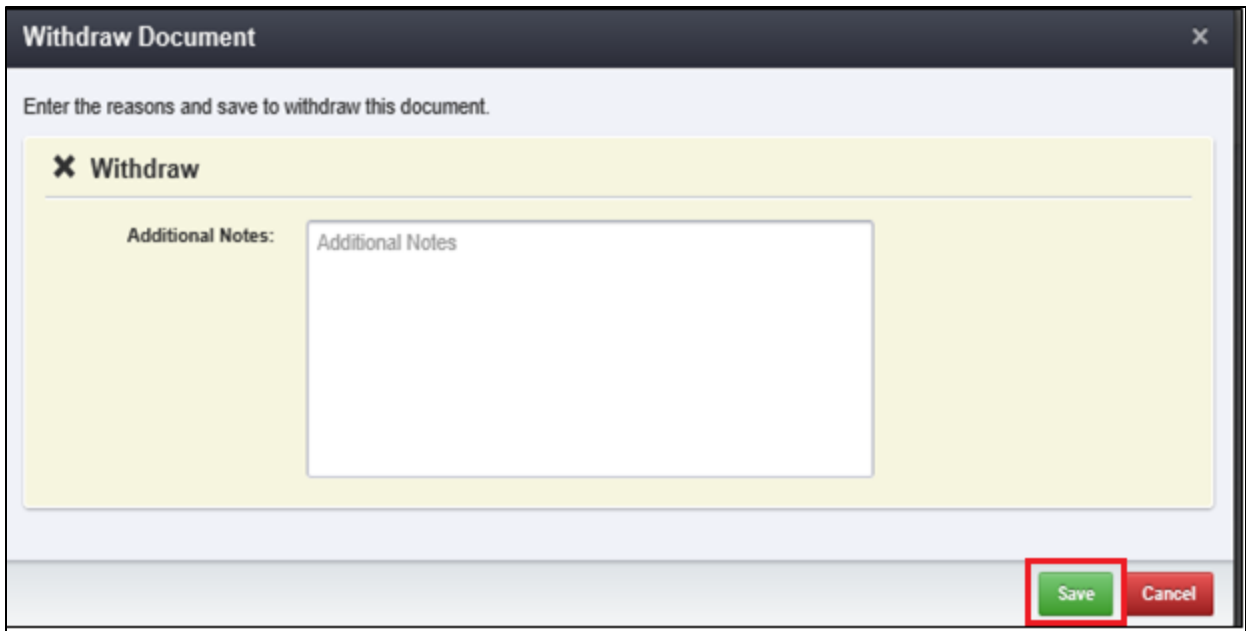 Withdraw Document
Enter the reasons and save to withdraw this document.
Withdraw
Additional Notes: Additional Notes
Save Cancel